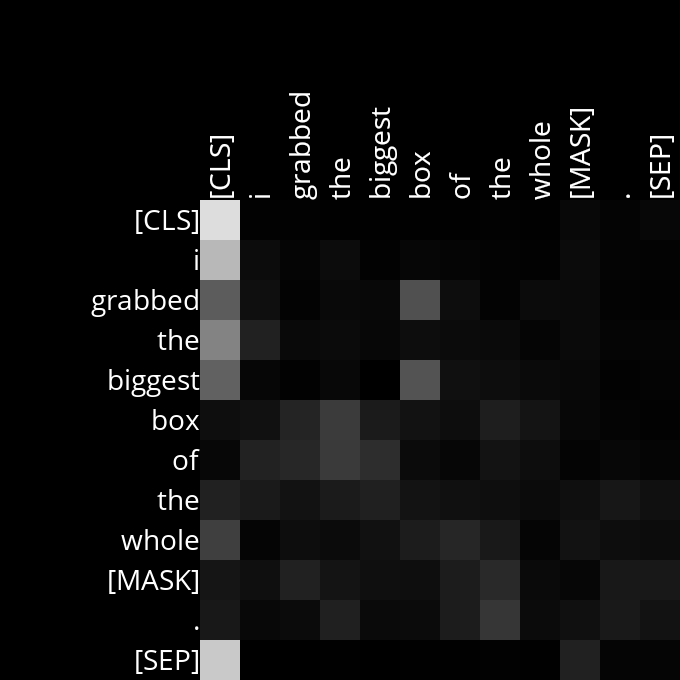 [CLS] i grabbed the biggest box of the whole [MASK] . [SEP]
[CLS]
i
grabbed
the
biggest
box
of
the
whole
[MASK]
.
[SEP]